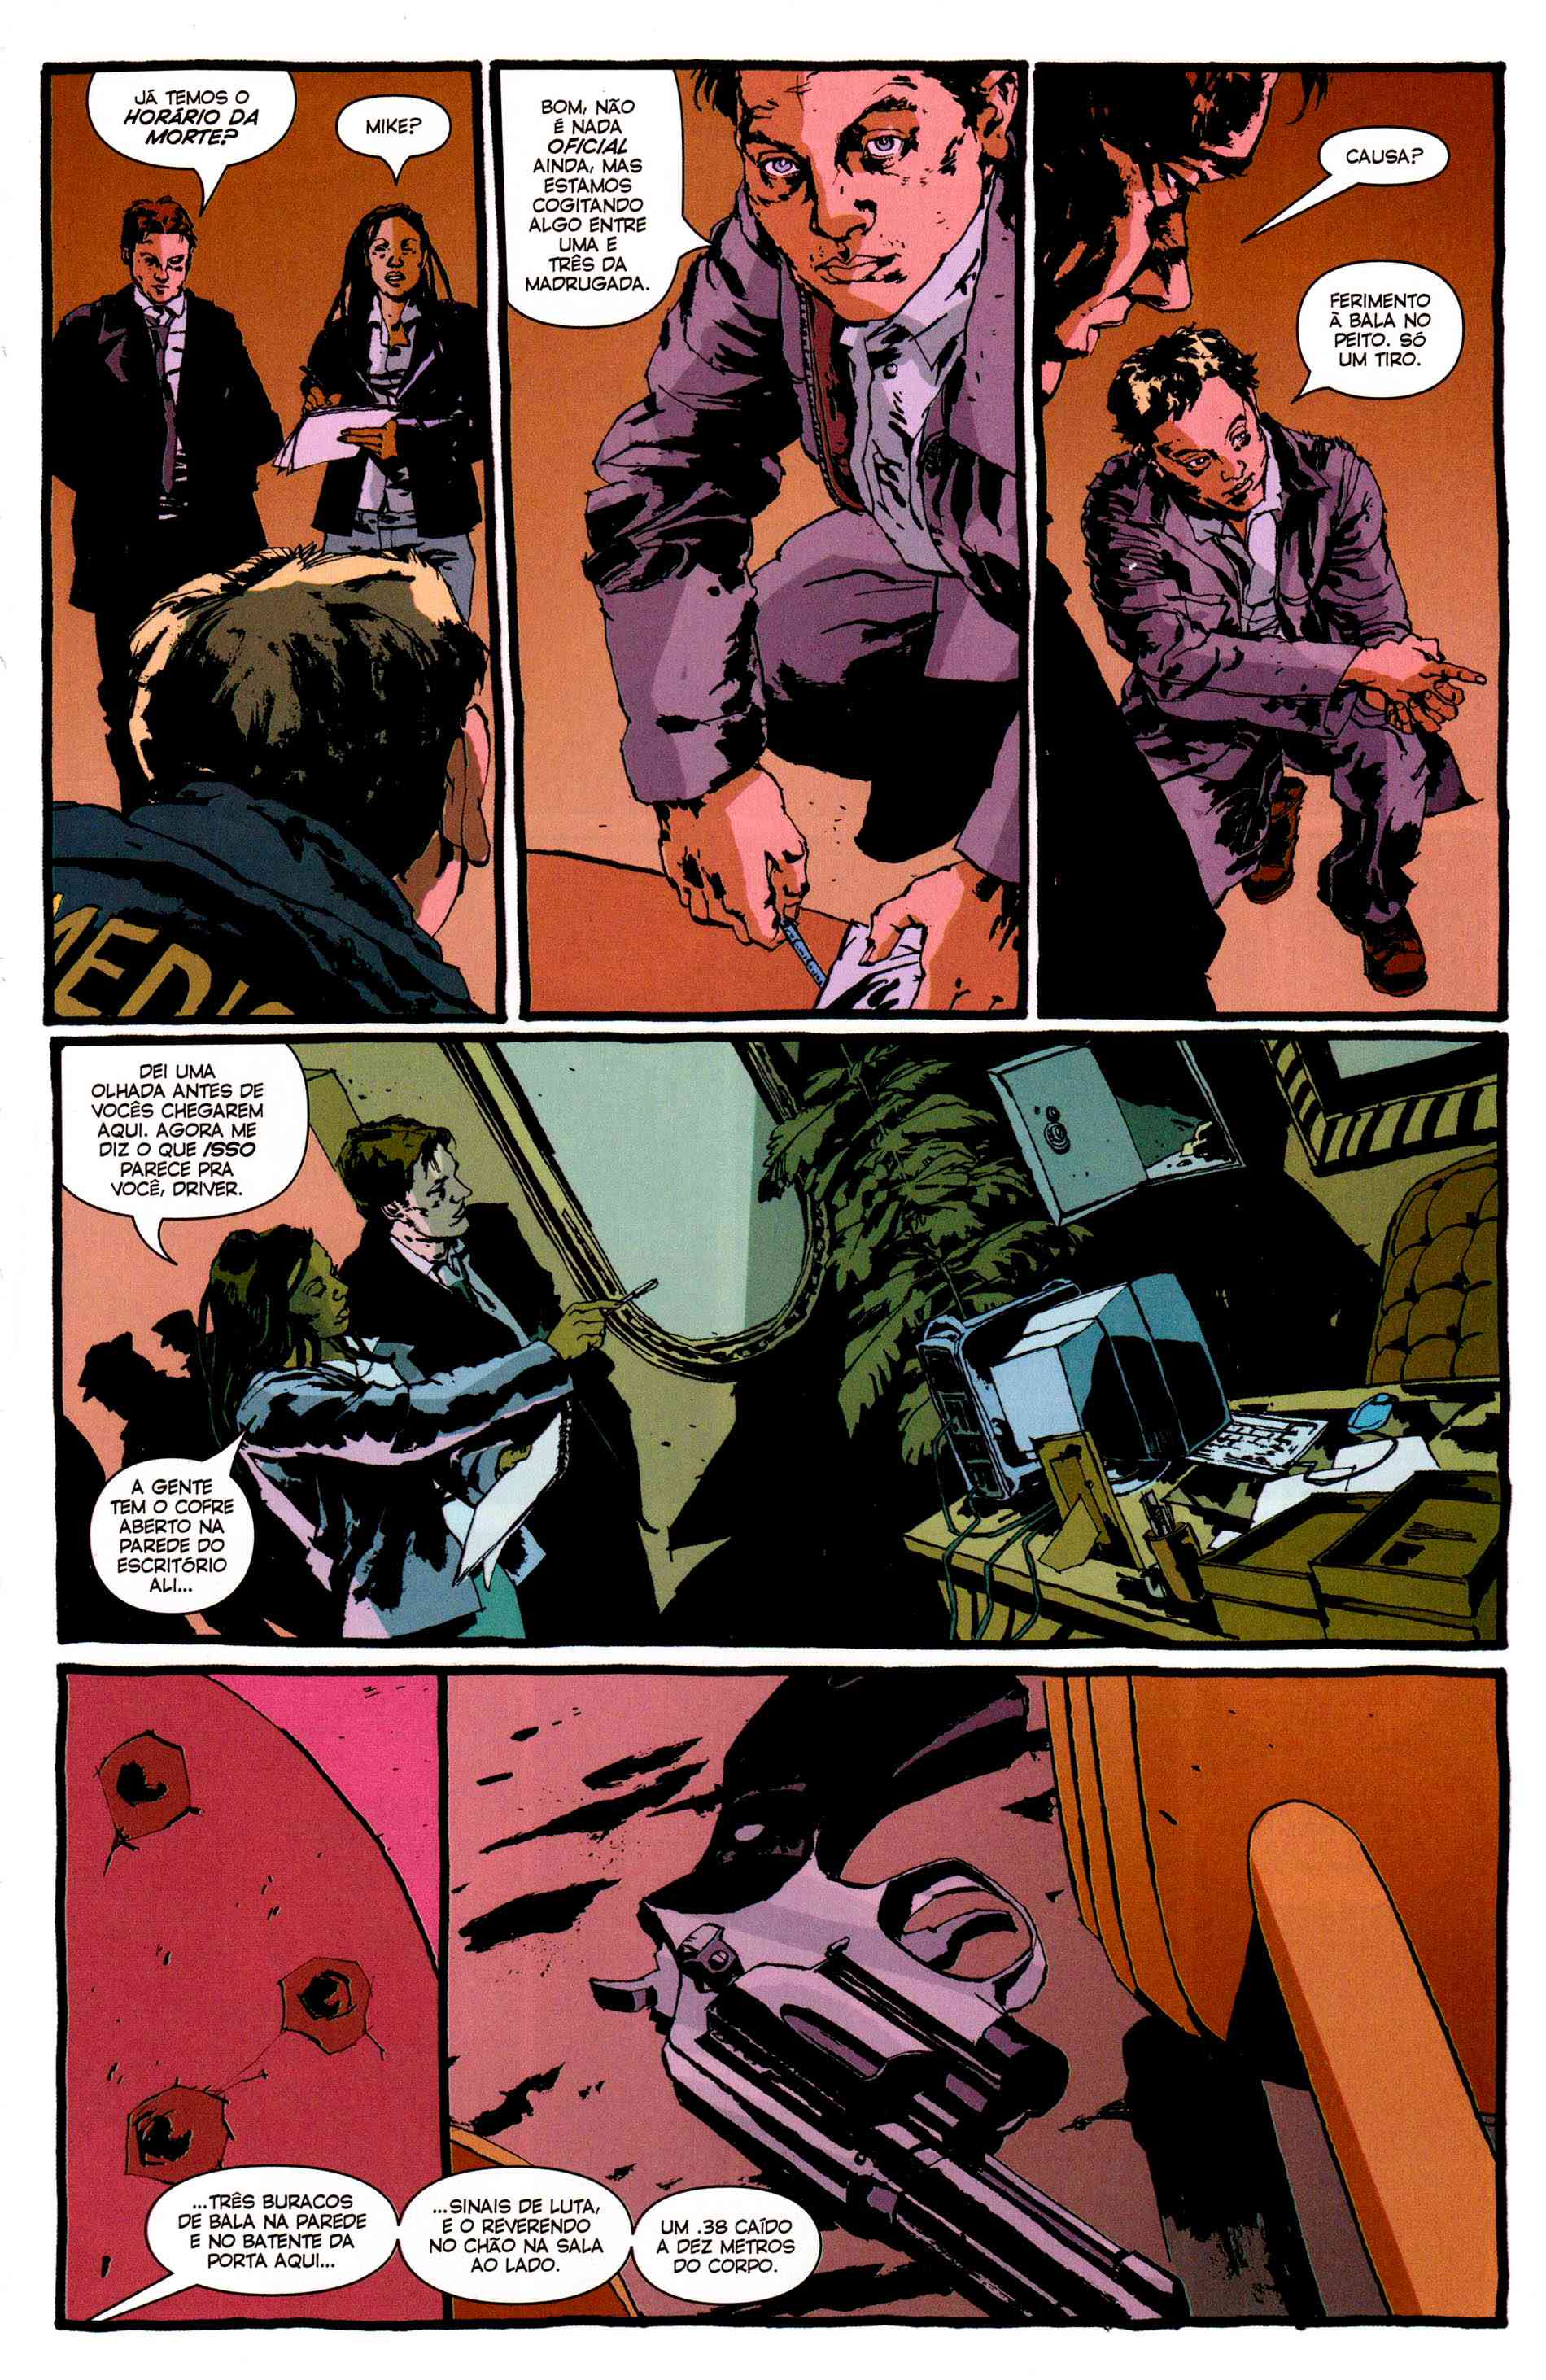 JÁ TEMOS O
HORÁRIO DA
MORTE?
MIKE?
BOM, NÃO
É NADA
OFICIAL
AINDA, MAS
ESTAMOS
COGITANDO
ALGO ENTRE
UMA E
TRÊS DA
MADRUGADA.
CAUSA?
FERIMENTO
À BALA NO
PEITO. SÓ
UM TIRO.
MEDIC
DEI UMA
OLHADA ANTES DE
VOCÊS CHEGAREM
AQUI. AGORA ME
DIZ O QUE ISSO
PARECE PRA
VOCÊ, DRIVER.
A GENTE
TEM O COFRE
ABERTO NA
PAREDE DO
ESCRITÓRIO
ALI...
...TRÊS BURACOS
DE BALA NA PAREDE
E NO BATENTE DA
PORTA AQUI...
...SINAIS DE LUTA,
E O REVERENDO
NO CHÃO NA SALA
AO LADO.
UM .38 CAÍDO
A DEZ METROS
DO CORPO.